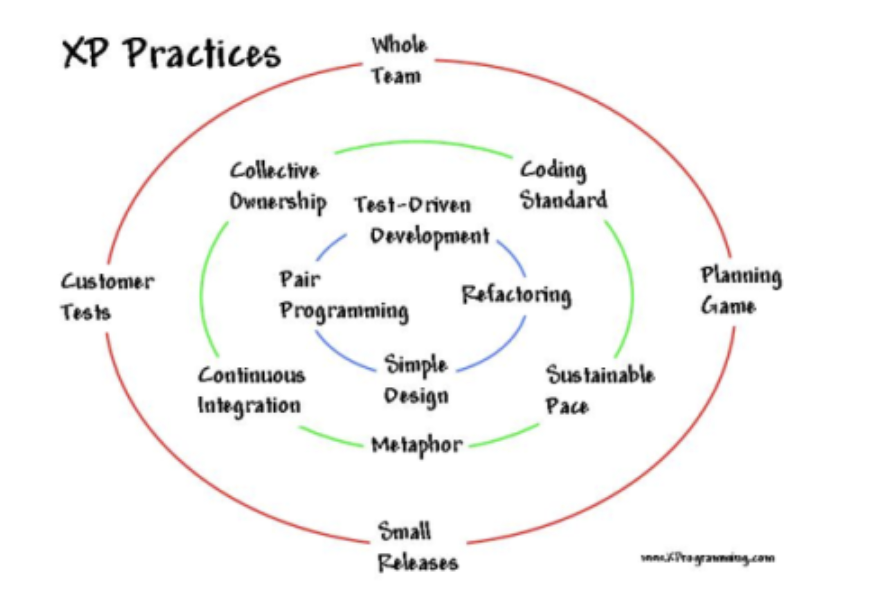 XP Practices
Whole
Team
Collective
Ownership
Coding
Standard
Test-Driven
Development
Customer
Tests
Pair
Programming
Refactoring
Planning
Game
Continuous
Integration
Simple
Design
Sustainable
Pace
Metaphor
Small
Releases
www.XProgramming.com